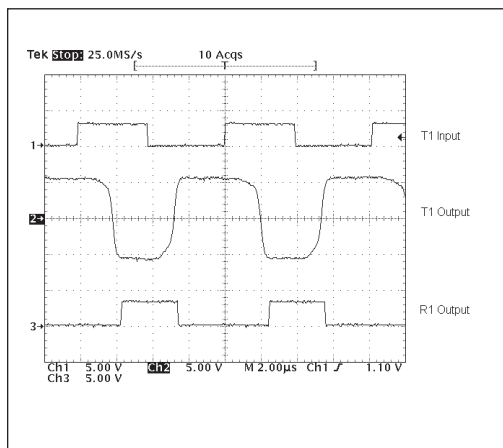 Tek Stop: 25.0MS/s 10 Acqs
[ T ]
T1 Input
1→
T1 Output
2→
R1 Output
3→
Ch1 5.00 V Ch2 5.00 V M 2.00µs Ch1 ƒ 1.10 V
Ch3 5.00 V